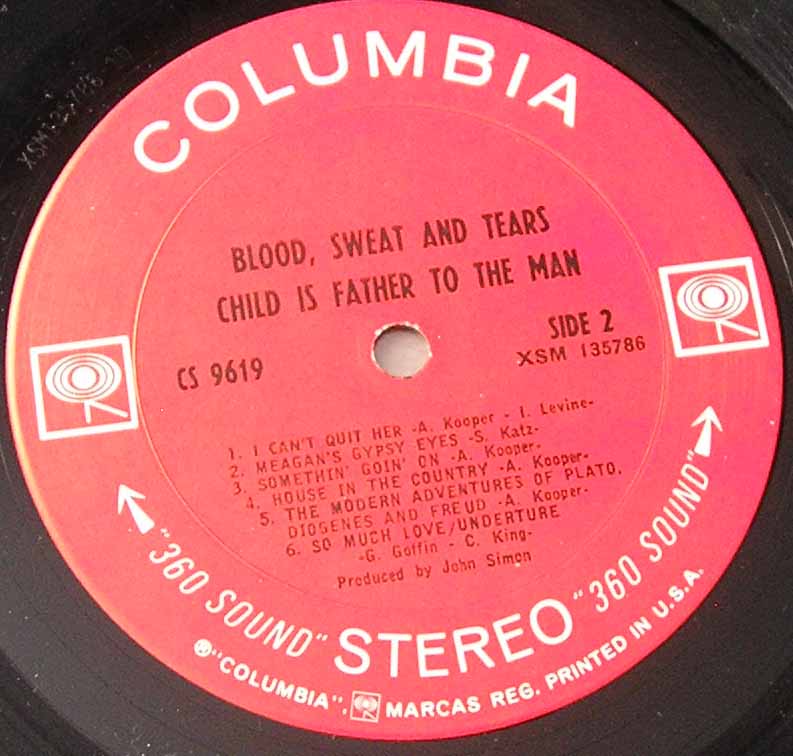 COLUMBIA
BLOOD, SWEAT AND TEARS
CHILD IS FATHER TO THE MAN
SIDE 2
CS 9619
XSM 135786
1. I CAN'T QUIT HER -A. Kooper - I. Levine-
2. MEAGAN'S GYPSY EYES -S. Katz-
3. SOMETHIN' GOIN' ON -A. Kooper-
4. HOUSE IN THE COUNTRY -A. Kooper-
5. THE MODERN ADVENTURES OF PLATO,
DIOGENES AND FREUD -A. Kooper-
6. SO MUCH LOVE/UNDERTURE
-G. Goffin - C. King-
Produced by John Simon
"360 SOUND" STEREO "360 SOUND"
®"COLUMBIA", MARCAS REG. PRINTED IN U.S.A.